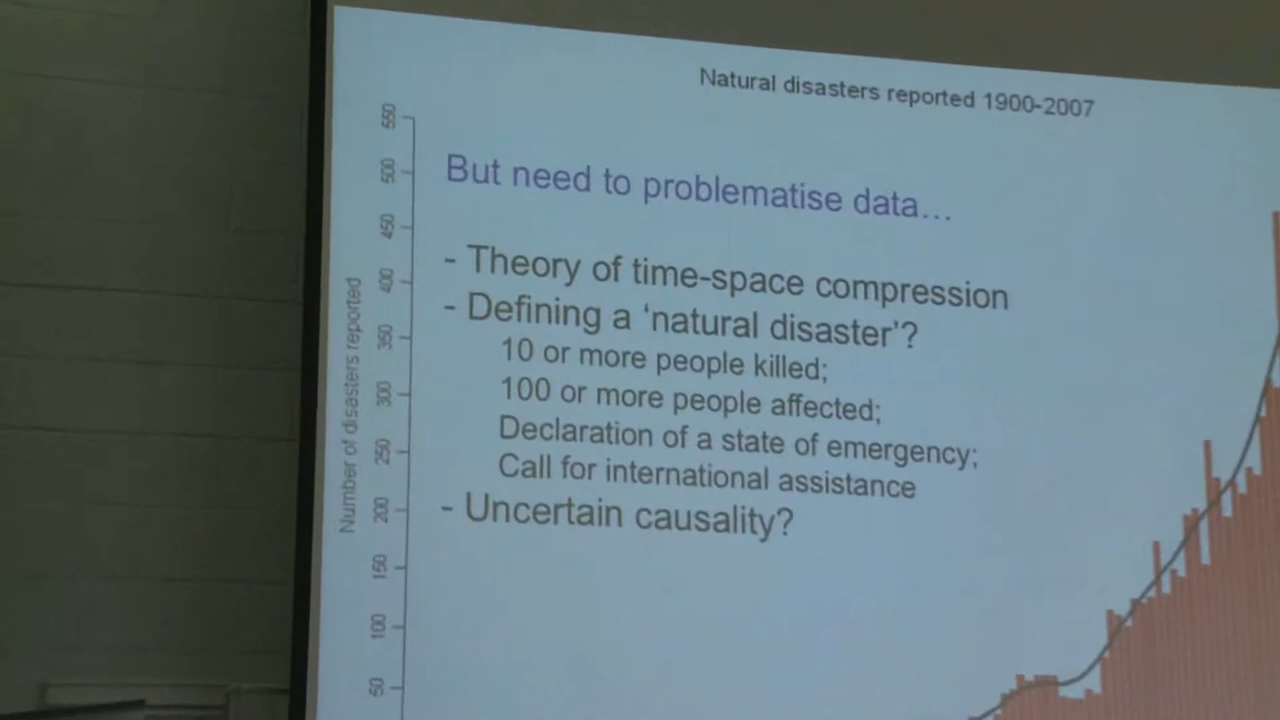 Natural disasters reported 1900-2007
But need to problematise data...
- Theory of time-space compression
- Defining a ‘natural disaster’?
10 or more people killed;
100 or more people affected;
Declaration of a state of emergency;
Call for international assistance
- Uncertain causality?
Number of disasters reported
550
500
450
400
350
300
250
200
150
100
50